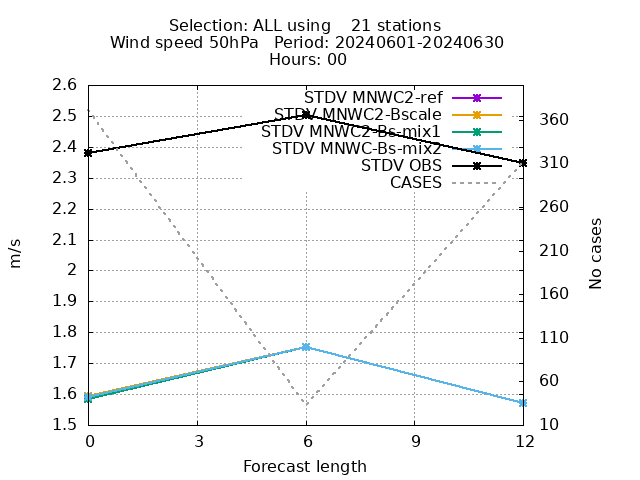 Selection: ALL using    21 stations
Wind speed 50hPa   Period: 20240601-20240630
Hours: 00
2.6
2.5
2.4
2.3
2.2
2.1
2
1.9
1.8
1.7
1.6
1.5
m/s
STDV MNWC2-ref
STDV MNWC2-Bscale
STDV MNWC2-Bs-mix1
STDV MNWC-Bs-mix2
STDV OBS
CASES
360
310
260
210
160
110
60
10
No cases
0 3 6 9 12
Forecast length